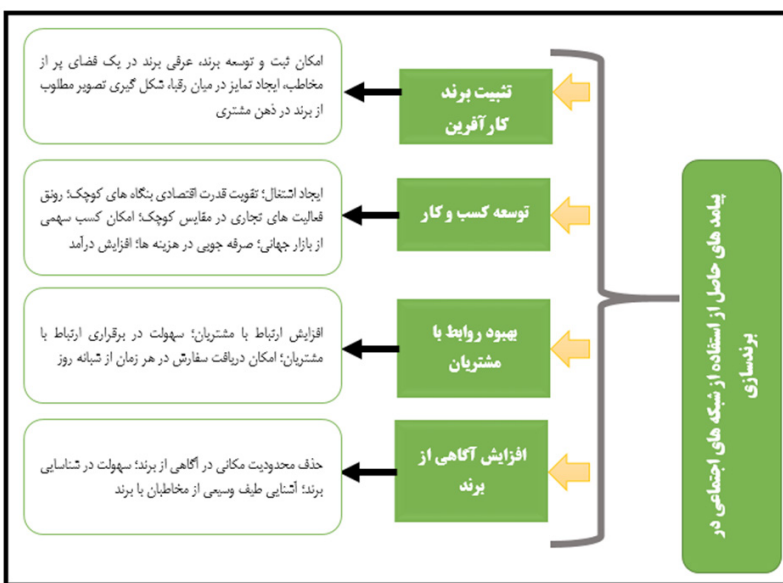 پیامد های حاصل از استفاده از شبکه های اجتماعی در
برندسازی
تثبیت برند
کارآفرین
امکان ثبت و توسعه برند، عرقی برند در یک فضای پر از
مخاطب، ایجاد تمایز در میان رقبا، شکل گیری تصویر مطلوب
از برند در ذهن مشتری
توسعه کسب و کار
ایجاد اشتغال؛ تقویت قدرت اقتصادی بنگاه های کوچک؛ رونق
فعالیت های تجاری در مقایس کوچک؛ امکان کسب سهمی
از بازار جهانی؛ صرفه جویی در هزینه ها؛ افزایش درآمد
بهبود روابط با
مشتریان
افزایش ارتباط با مشتریان؛ سهولت در برقراری ارتباط با
مشتریان؛ امکان دریافت سفارش در هر زمان از شبانه روز
افزایش آگاهی از
برند
حذف محدودیت مکانی در آگاهی از برند؛ سهولت در شناسایی
برند؛ آشنایی طیف وسیعی از مخاطبان با برند